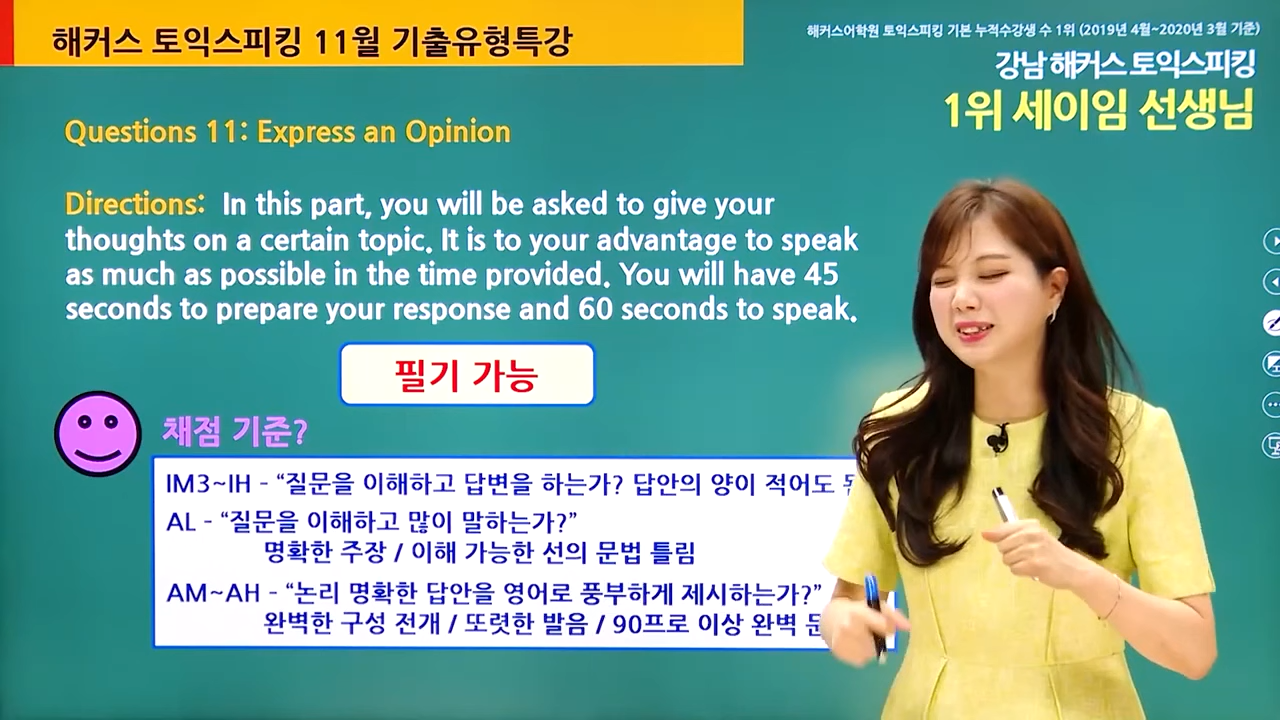 해커스 토익스피킹 11월 기출유형특강
해커스어학원 토익스피킹 기본 누적수강생 수 1위 (2019년 4월~2020년 3월 기준)
강남 해커스 토익스피킹
1위 세이임 선생님
Questions 11: Express an Opinion
Directions: In this part, you will be asked to give your
thoughts on a certain topic. It is to your advantage to speak
as much as possible in the time provided. You will have 45
seconds to prepare your response and 60 seconds to speak.
필기 가능
채점 기준?
IM3~IH - “질문을 이해하고 답변을 하는가? 답안의 양이 적어도
AL - “질문을 이해하고 많이 말하는가?”
명확한 주장 / 이해 가능한 선의 문법 틀림
AM~AH - “논리 명확한 답안을 영어로 풍부하게 제시하는가?”
완벽한 구성 전개 / 또렷한 발음 / 90프로 이상 완벽